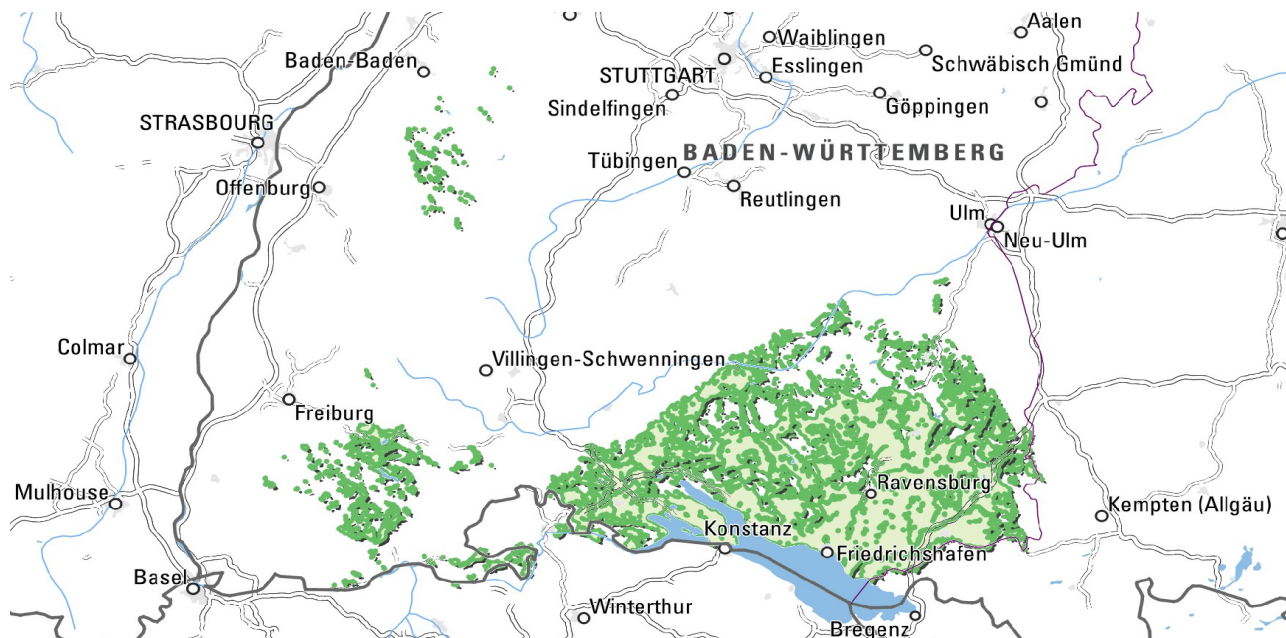 Aalen
Waiblingen
Baden-Baden
STUTTGART
Esslingen
Schwäbisch Gmünd
Sindelfingen
Göppingen
STRASBOURG
Tübingen
BADEN-WÜRTTEMBERG
Offenburg
Reutlingen
Ulm
Neu-Ulm
Colmar
Villingen-Schwenningen
Freiburg
Mulhouse
Ravensburg
Kempten (Allgäu)
Konstanz
Friedrichshafen
Basel
Winterthur
Bregenz